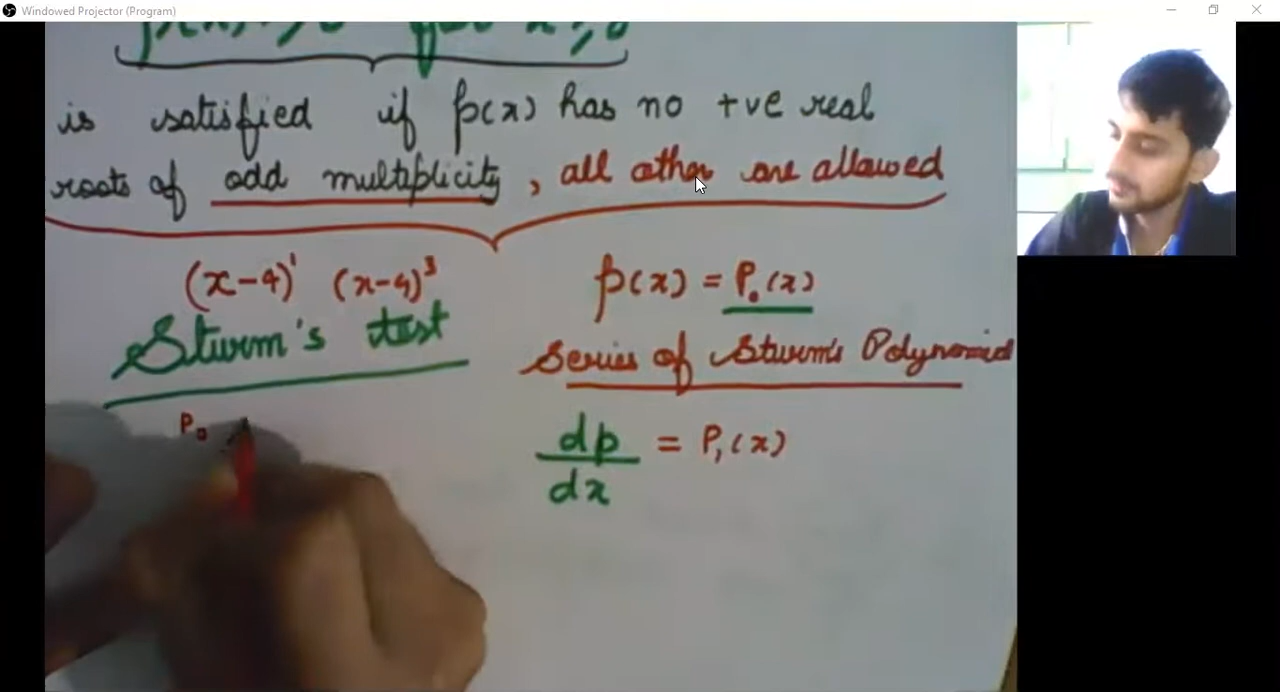 Windowed Projector (Program)
is satisfied if p(x) has no +ve real
roots of odd multiplicity, all other are allowed
(x-4)¹ (x-4)³
p(x) = P₀(x)
Sturm's test
Series of Sturm's Polynomial
dp/dx = P₁(x)
P₀